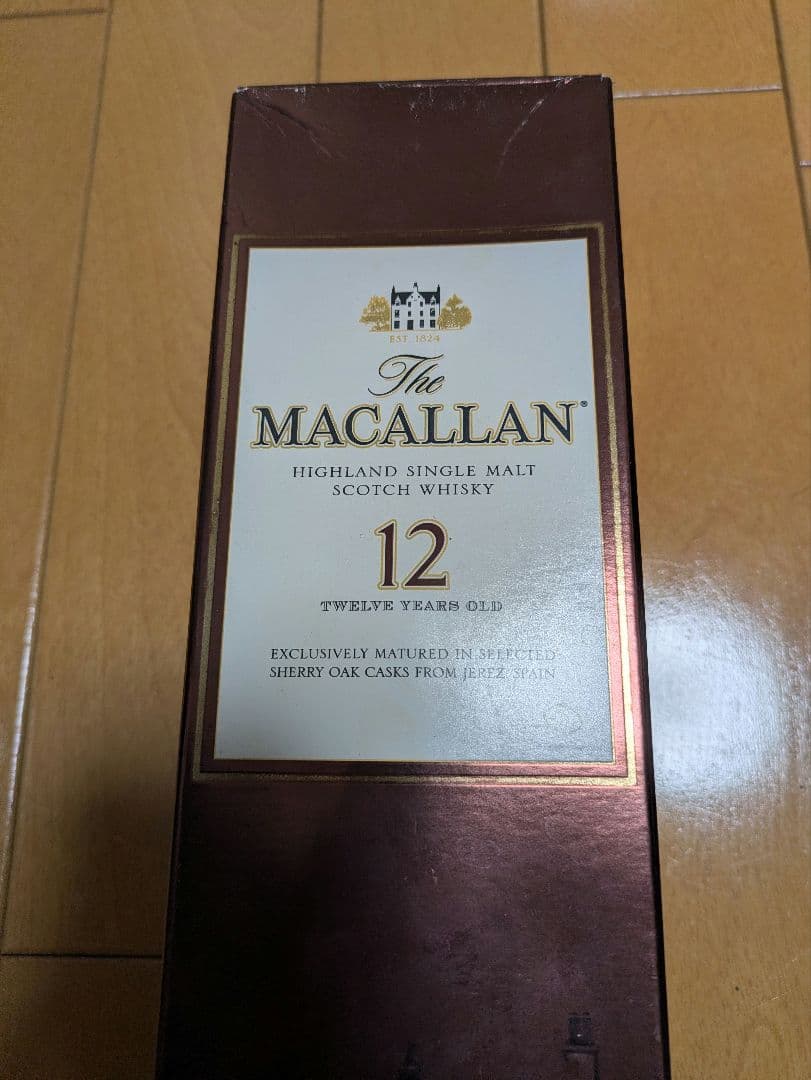 EST. 1824
The
MACALLAN®
HIGHLAND SINGLE MALT
SCOTCH WHISKY
12
TWELVE YEARS OLD
EXCLUSIVELY MATURED IN SELECTED
SHERRY OAK CASKS FROM JEREZ, SPAIN